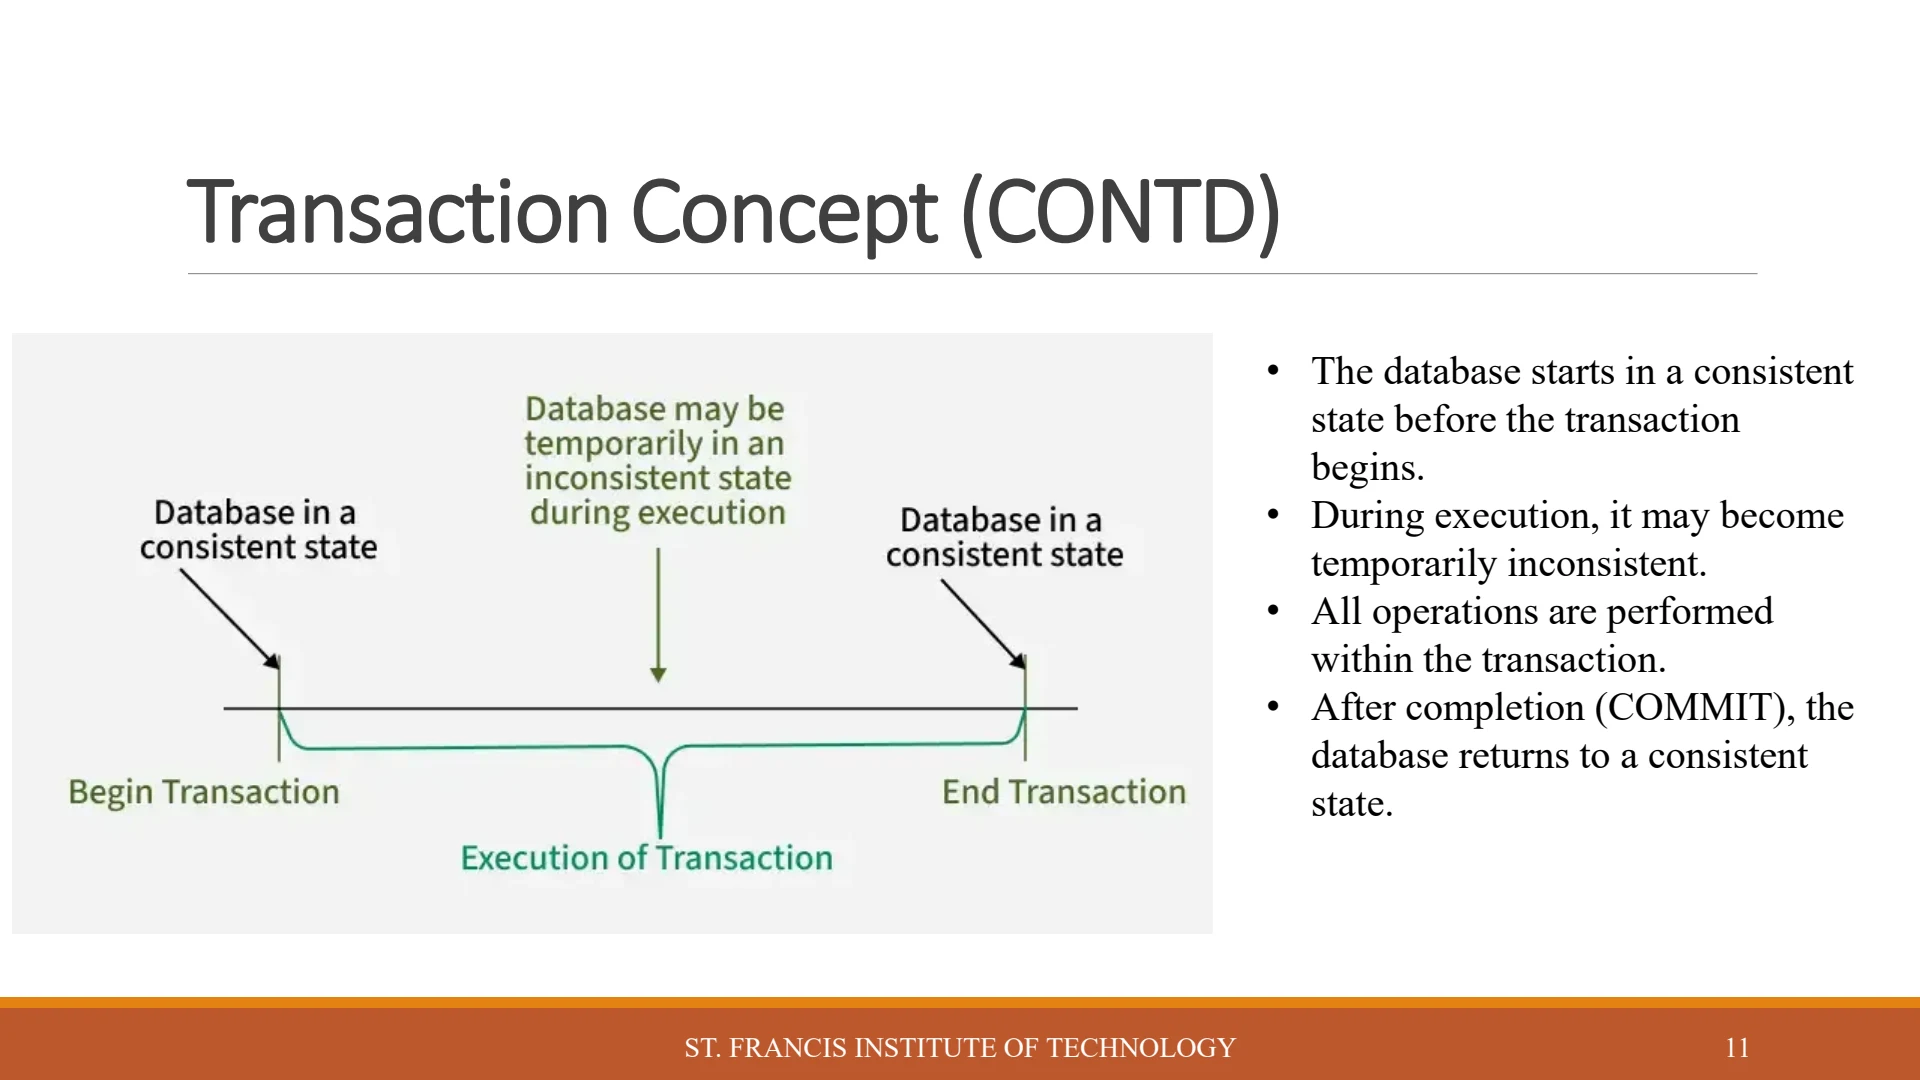 Transaction Concept (CONTD)
Database may be
temporarily in an
inconsistent state
during execution
Database in a
consistent state
Database in a
consistent state
Begin Transaction
End Transaction
Execution of Transaction
• The database starts in a consistent
state before the transaction
begins.
• During execution, it may become
temporarily inconsistent.
• All operations are performed
within the transaction.
• After completion (COMMIT), the
database returns to a consistent
state.
ST. FRANCIS INSTITUTE OF TECHNOLOGY
11